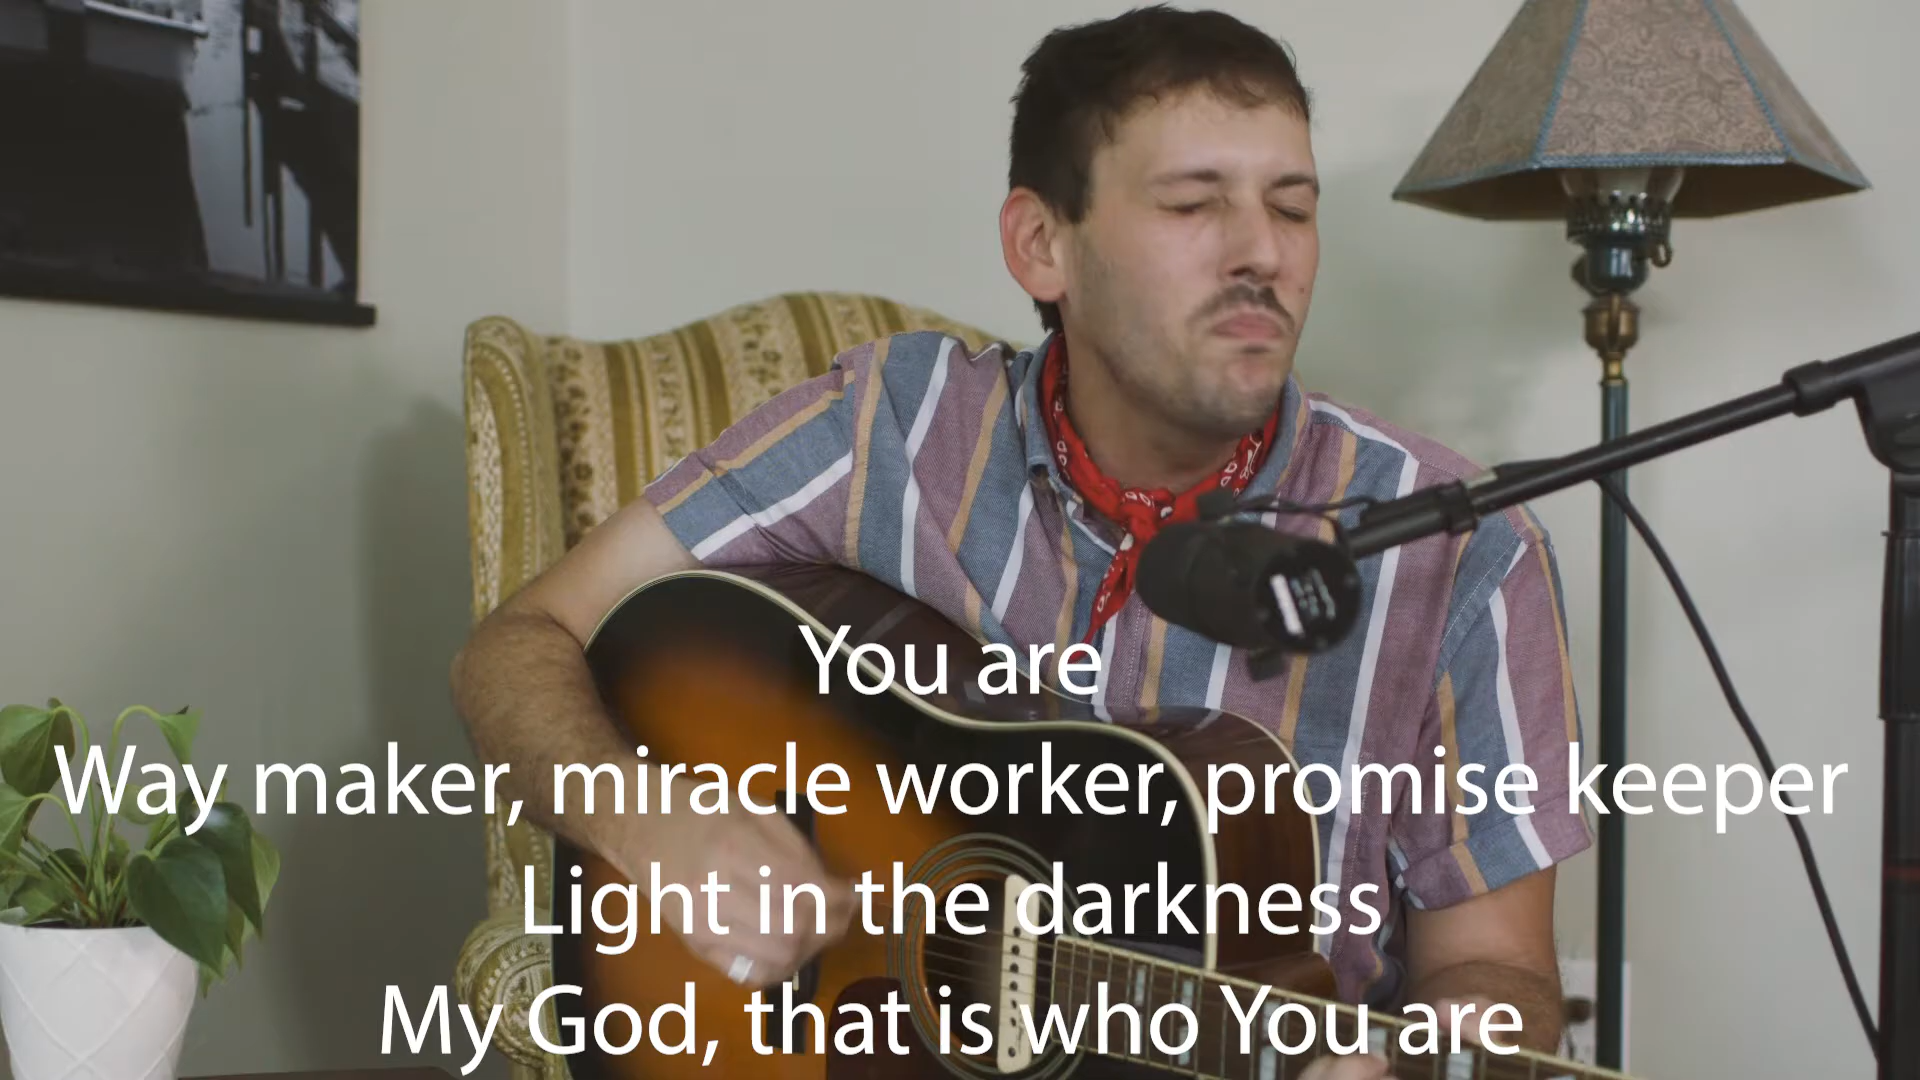 You are
Way maker, miracle worker, promise keeper
Light in the darkness
My God, that is who You are